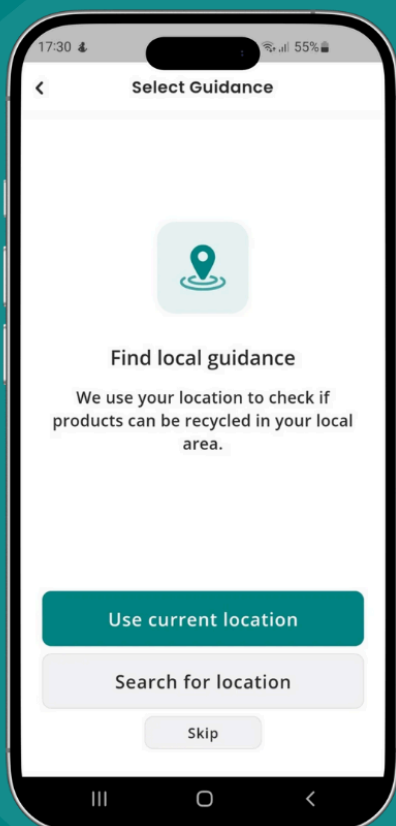 17:30
55%
Select Guidance
Find local guidance
We use your location to check if
products can be recycled in your local
area.
Use current location
Search for location
Skip